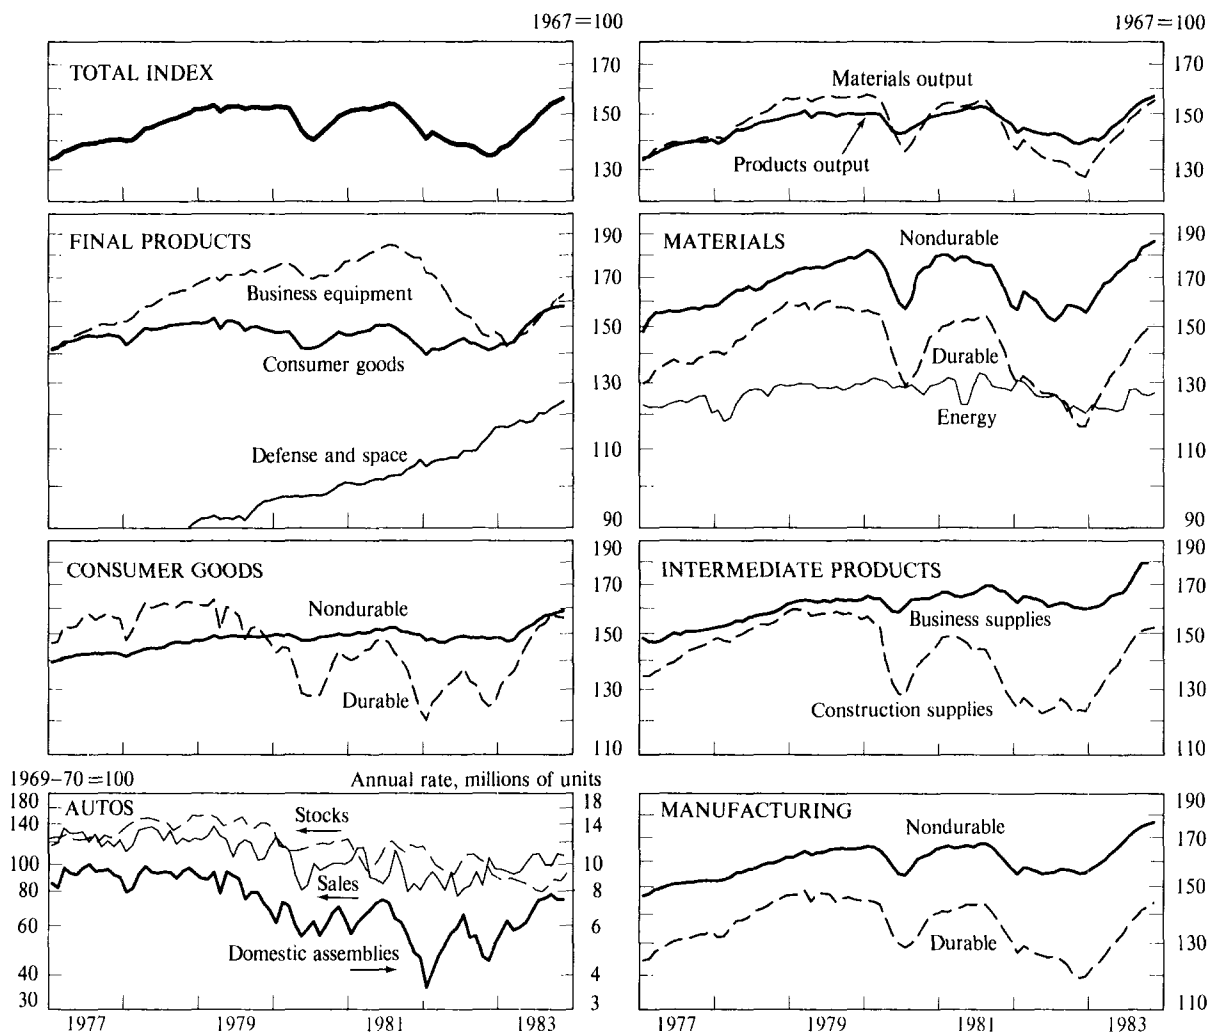 1967=100
TOTAL INDEX
170
150
130
FINAL PRODUCTS
Business equipment
Consumer goods
Defense and space
190
170
150
130
110
90
CONSUMER GOODS
Nondurable
Durable
190
170
150
130
110
1969–70=100
Annual rate, millions of units
AUTOS
Stocks
Sales
Domestic assemblies
180
140
100
80
60
40
30
18
14
10
8
6
4
3
1977
1979
1981
1983
1967=100
Materials output
Products output
170
150
130
MATERIALS
Nondurable
Durable
Energy
190
170
150
130
110
90
INTERMEDIATE PRODUCTS
Business supplies
Construction supplies
190
170
150
130
110
MANUFACTURING
Nondurable
Durable
190
170
150
130
110
1977
1979
1981
1983